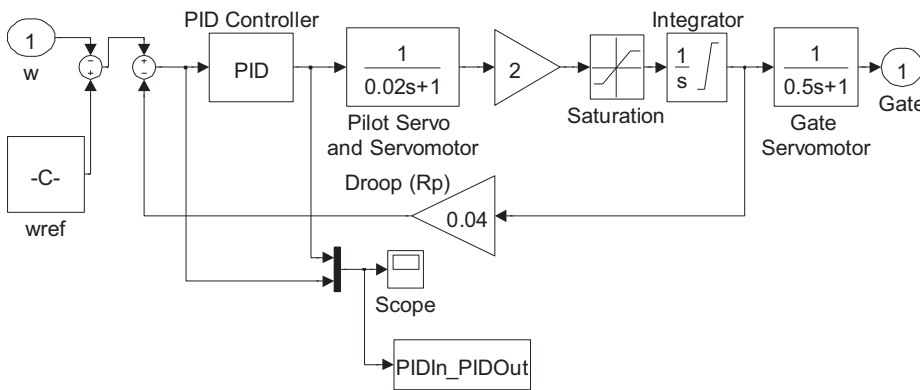 1
w
−
+
-C-
wref
+
−
PID Controller
PID
1
0.02s+1
Pilot Servo
and Servomotor
2
Saturation
Integrator
1
s
1
0.5s+1
Gate
Servomotor
1
Gate
Droop (Rp)
0.04
Scope
PIDIn_PIDOut